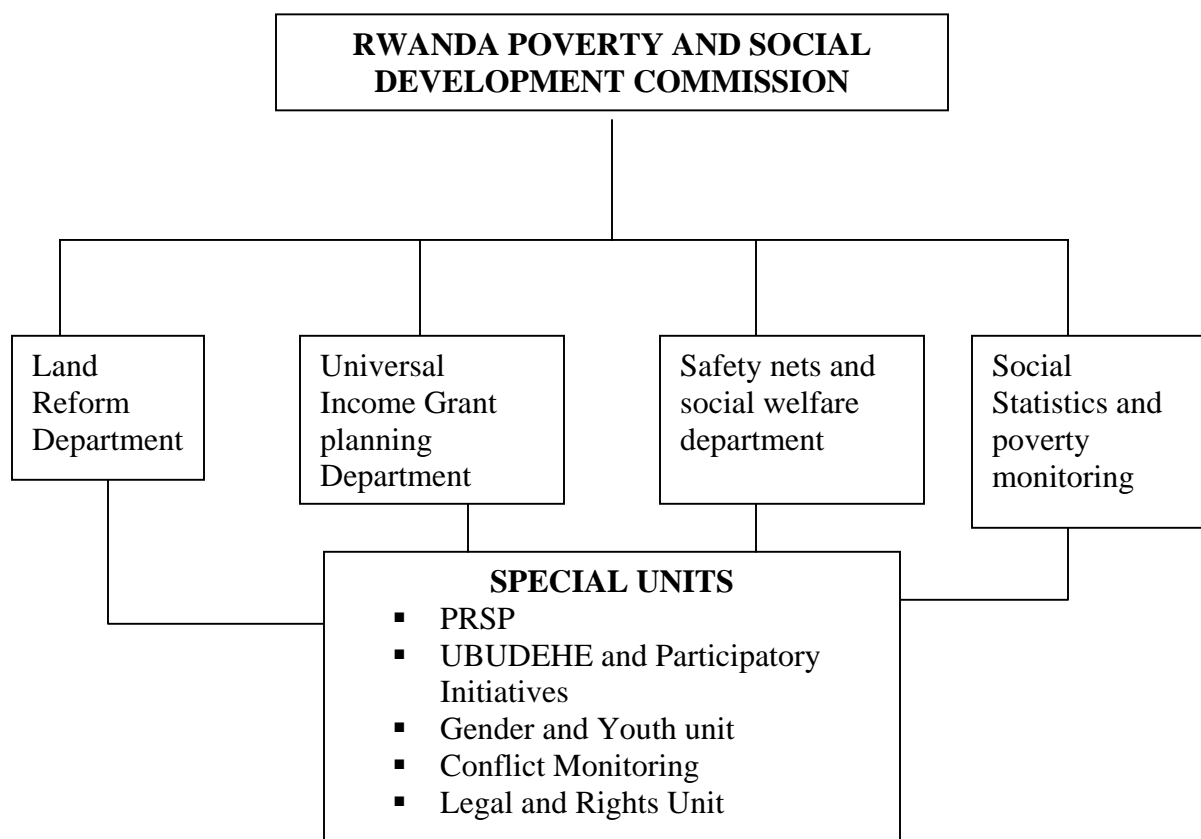 RWANDA POVERTY AND SOCIAL
DEVELOPMENT COMMISSION
Land
Reform
Department
Universal
Income Grant
planning
Department
Safety nets and
social welfare
department
Social
Statistics and
poverty
monitoring
SPECIAL UNITS
▪ PRSP
▪ UBUDEHE and Participatory
Initiatives
▪ Gender and Youth unit
▪ Conflict Monitoring
▪ Legal and Rights Unit